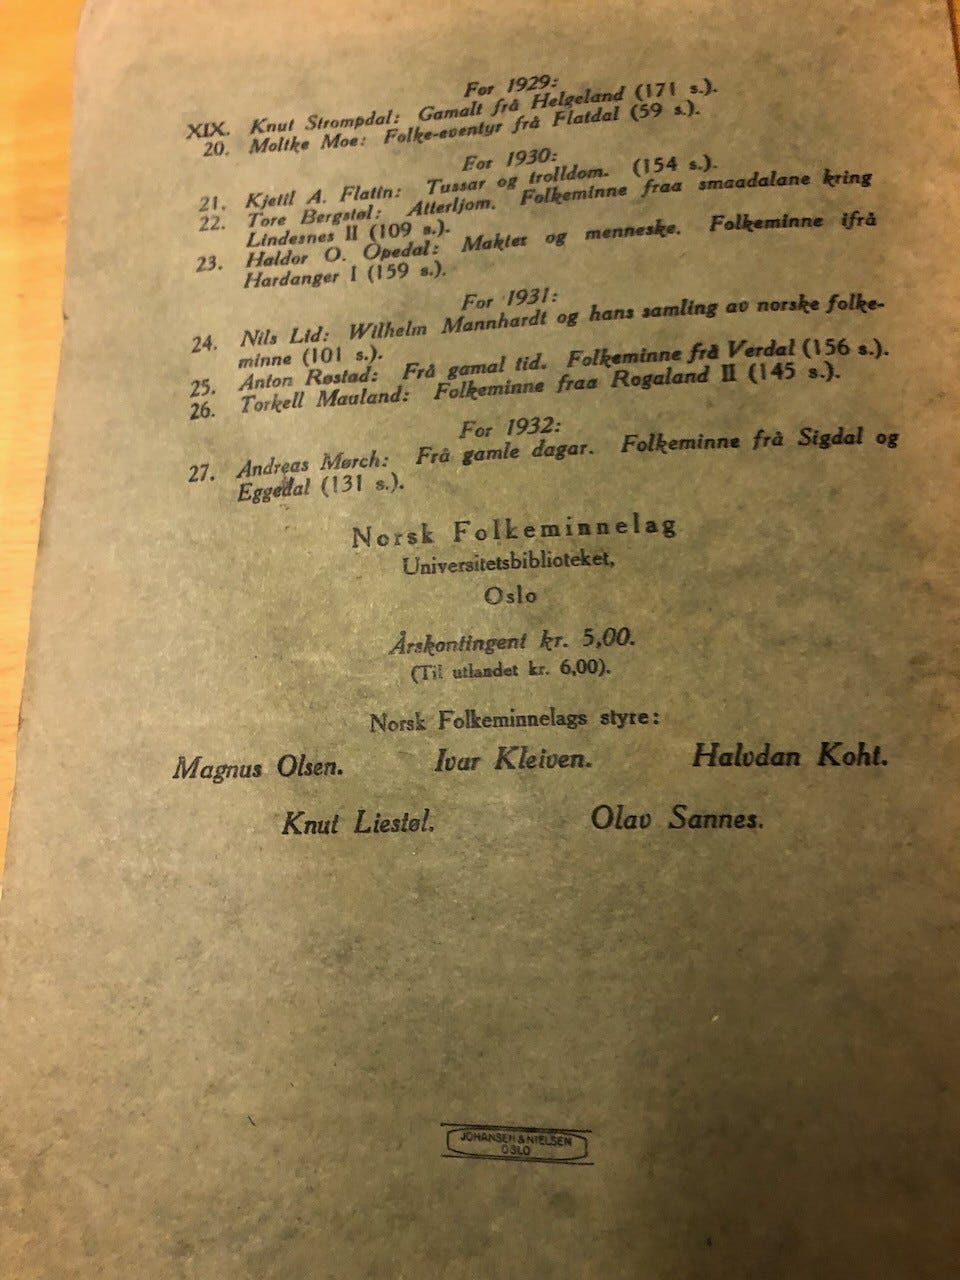 For 1929:
XIX. Knut Strompdal: Gamalt frå Helgeland (171 s.).
20. Moltke Moe: Folke-eventyr frå Flatdal (59 s.).
For 1930:
21. Kjetil A. Flatin: Tussar og trolldom. (154 s.).
22. Tore Bergstøl: Atterljom. Folkeminne fraa smaadalane kring
Lindesnes II (109 s.).
23. Haldor O. Opedal: Makter og menneske. Folkeminne ifrå
Hardanger I (159 s.).
For 1931:
24. Nils Lid: Wilhelm Mannhardt og hans samling av norske folke-
minne (101 s.).
25. Anton Røstad: Frå gamal tid. Folkeminne frå Verdal (156 s.).
26. Torkell Mauland: Folkeminne fraa Rogaland II (145 s.).
For 1932:
27. Andreas Mørch: Frå gamle dagar. Folkeminne frå Sigdal og
Eggedal (131 s.).
Norsk Folkeminnelag
Universitetsbiblioteket,
Oslo
Årskontingent kr. 5,00.
(Til utlandet kr. 6,00).
Norsk Folkeminnelags styre:
Magnus Olsen. Ivar Kleiven. Halvdan Koht.
Knut Liestøl. Olav Sannes.
JOHANSEN & NIELSEN
OSLO